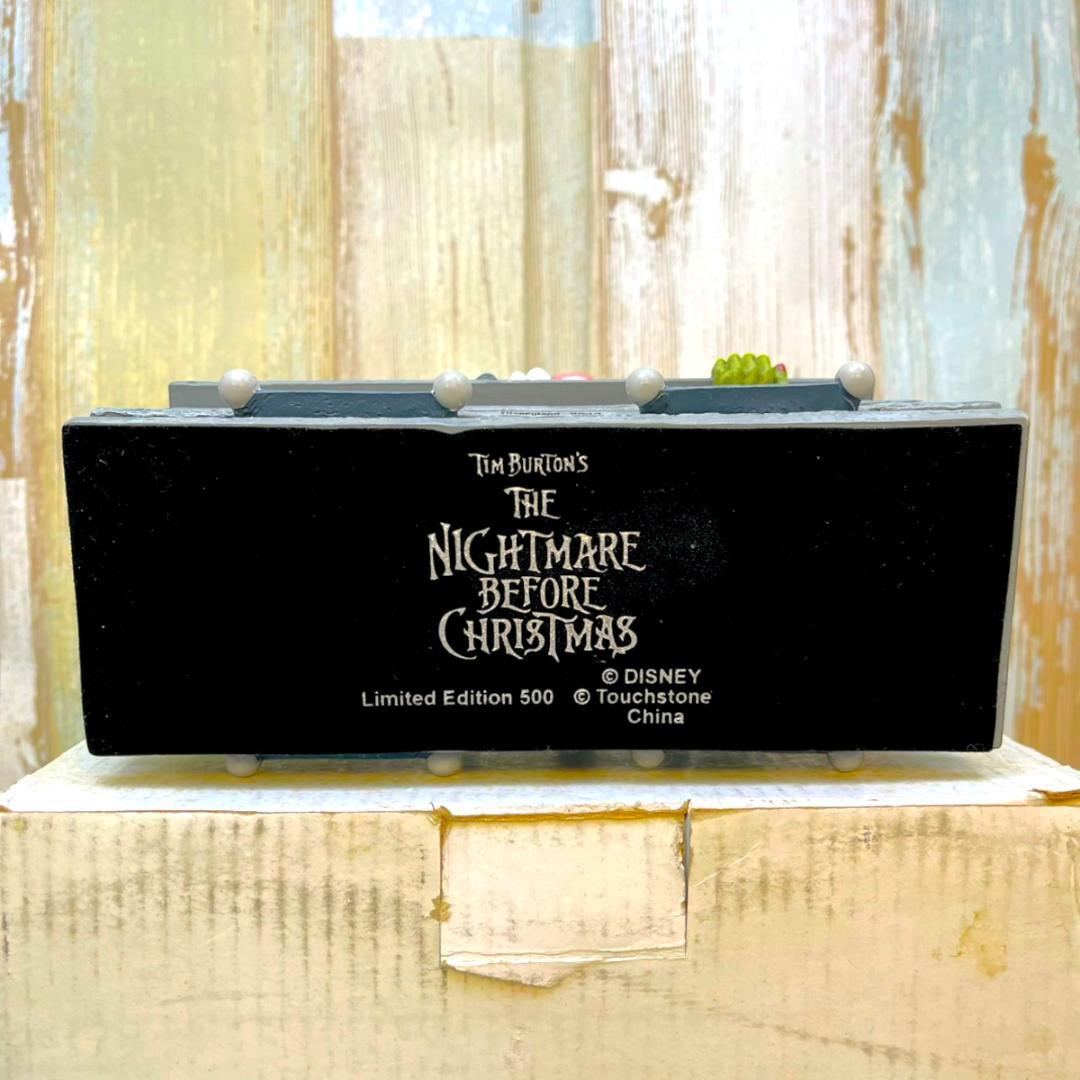 TIM BURTON'S
THE
NIGHTMARE
BEFORE
CHRISTMAS
© DISNEY
Limited Edition 500 © Touchstone
China